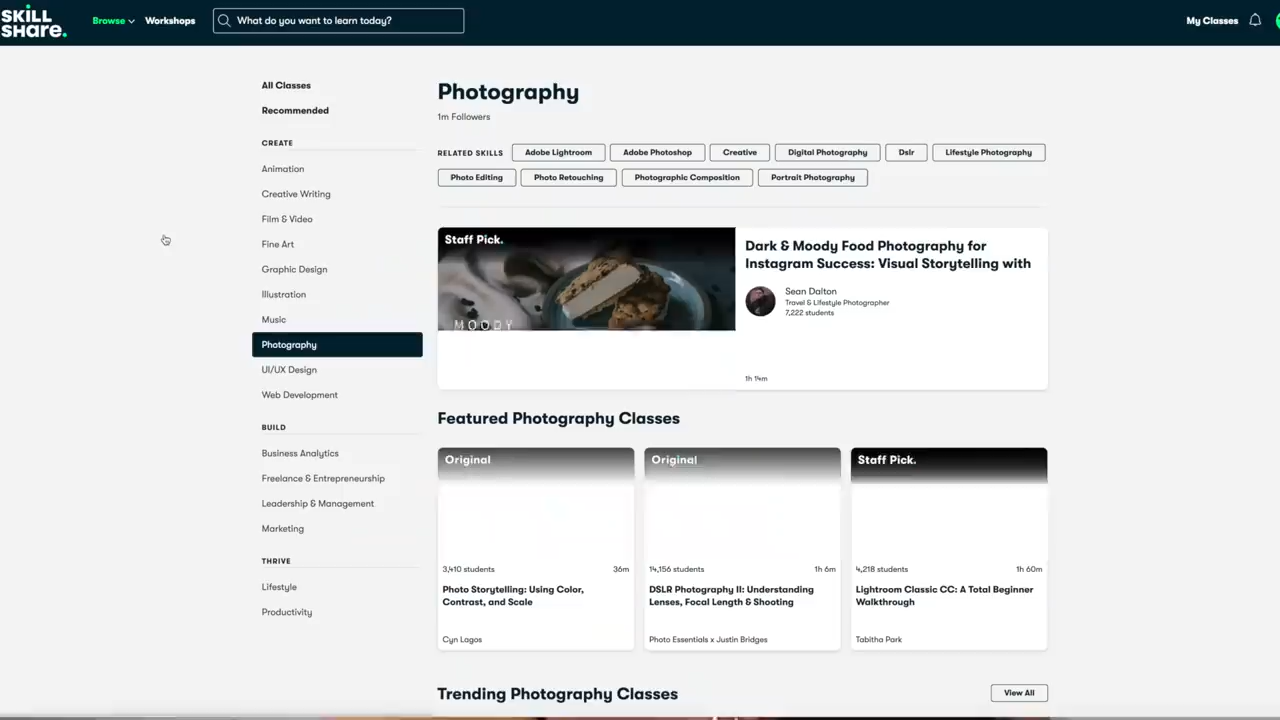 SKILL
SHARE.
Browse
Workshops
What do you want to learn today?
My Classes
All Classes
Recommended
CREATE
Animation
Creative Writing
Film & Video
Fine Art
Graphic Design
Illustration
Music
Photography
UI/UX Design
Web Development
BUILD
Business Analytics
Freelance & Entrepreneurship
Leadership & Management
Marketing
THRIVE
Lifestyle
Productivity
Photography
1m Followers
RELATED SKILLS
Adobe Lightroom
Adobe Photoshop
Creative
Digital Photography
Dslr
Lifestyle Photography
Photo Editing
Photo Retouching
Photographic Composition
Portrait Photography
Staff Pick.
MOODY
Dark & Moody Food Photography for
Instagram Success: Visual Storytelling with
Sean Dalton
Travel & Lifestyle Photographer
7,222 students
1h 14m
Featured Photography Classes
Original
3,410 students
36m
Photo Storytelling: Using Color,
Contrast, and Scale
Cyn Lagos
Original
14,156 students
1h 6m
DSLR Photography II: Understanding
Lenses, Focal Length & Shooting
Photo Essentials x Justin Bridges
Staff Pick.
4,218 students
1h 60m
Lightroom Classic CC: A Total Beginner
Walkthrough
Tabitha Park
Trending Photography Classes
View All